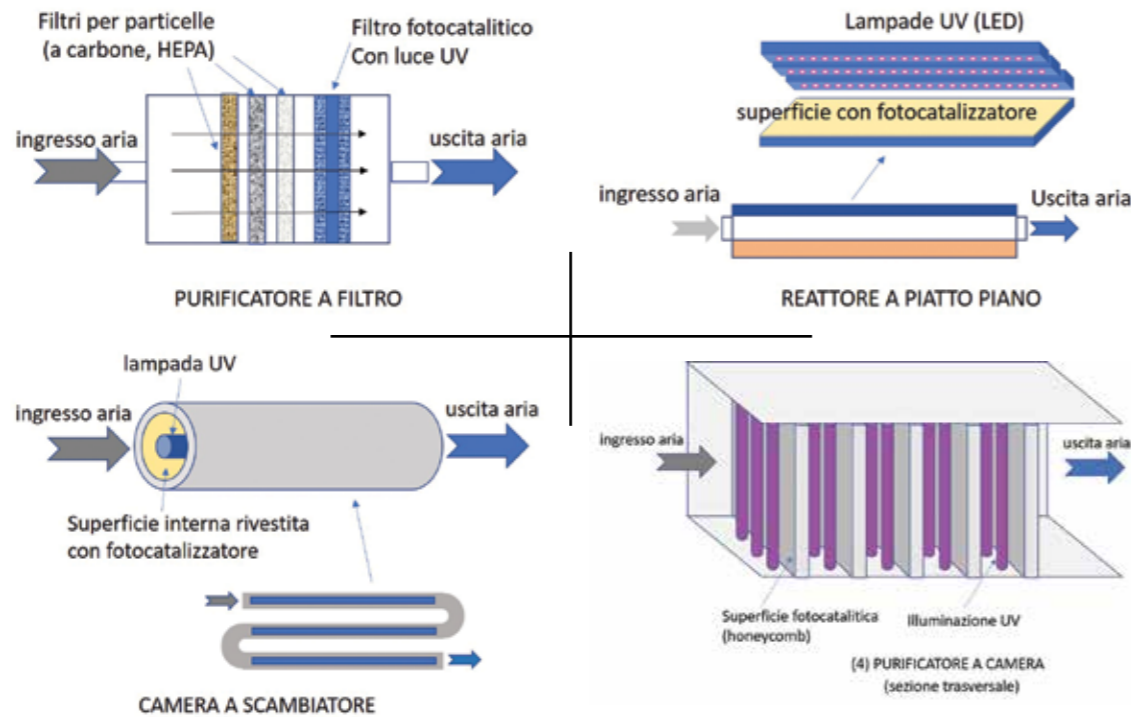 Filtri per particelle
(a carbone, HEPA)
Filtro fotocatalitico
Con luce UV
ingresso aria
uscita aria
PURIFICATORE A FILTRO
Lampade UV (LED)
superficie con fotocatalizzatore
ingresso aria
Uscita aria
REATTORE A PIATTO PIANO
lampada UV
ingresso aria
uscita aria
Superficie interna rivestita
con fotocatalizzatore
CAMERA A SCAMBIATORE
ingresso aria
uscita aria
Superficie fotocatalitica
(honeycomb)
Illuminazione UV
(4) PURIFICATORE A CAMERA
(sezione trasversale)